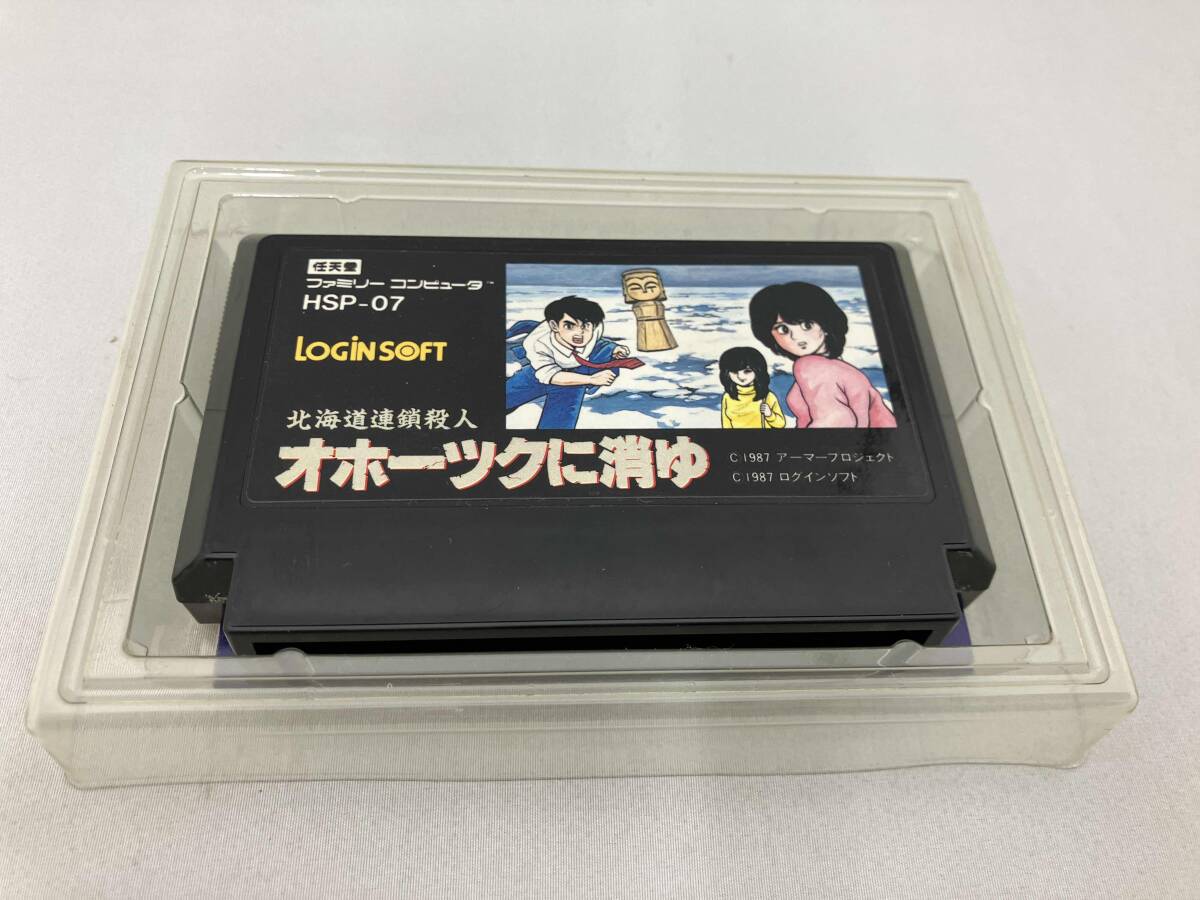 任天堂
ファミリー コンピュータ™
HSP-07
LOGiN SOFT
北海道連鎖殺人
オホーツクに消ゆ
C 1987 アーマープロジェクト
C 1987 ログインソフト